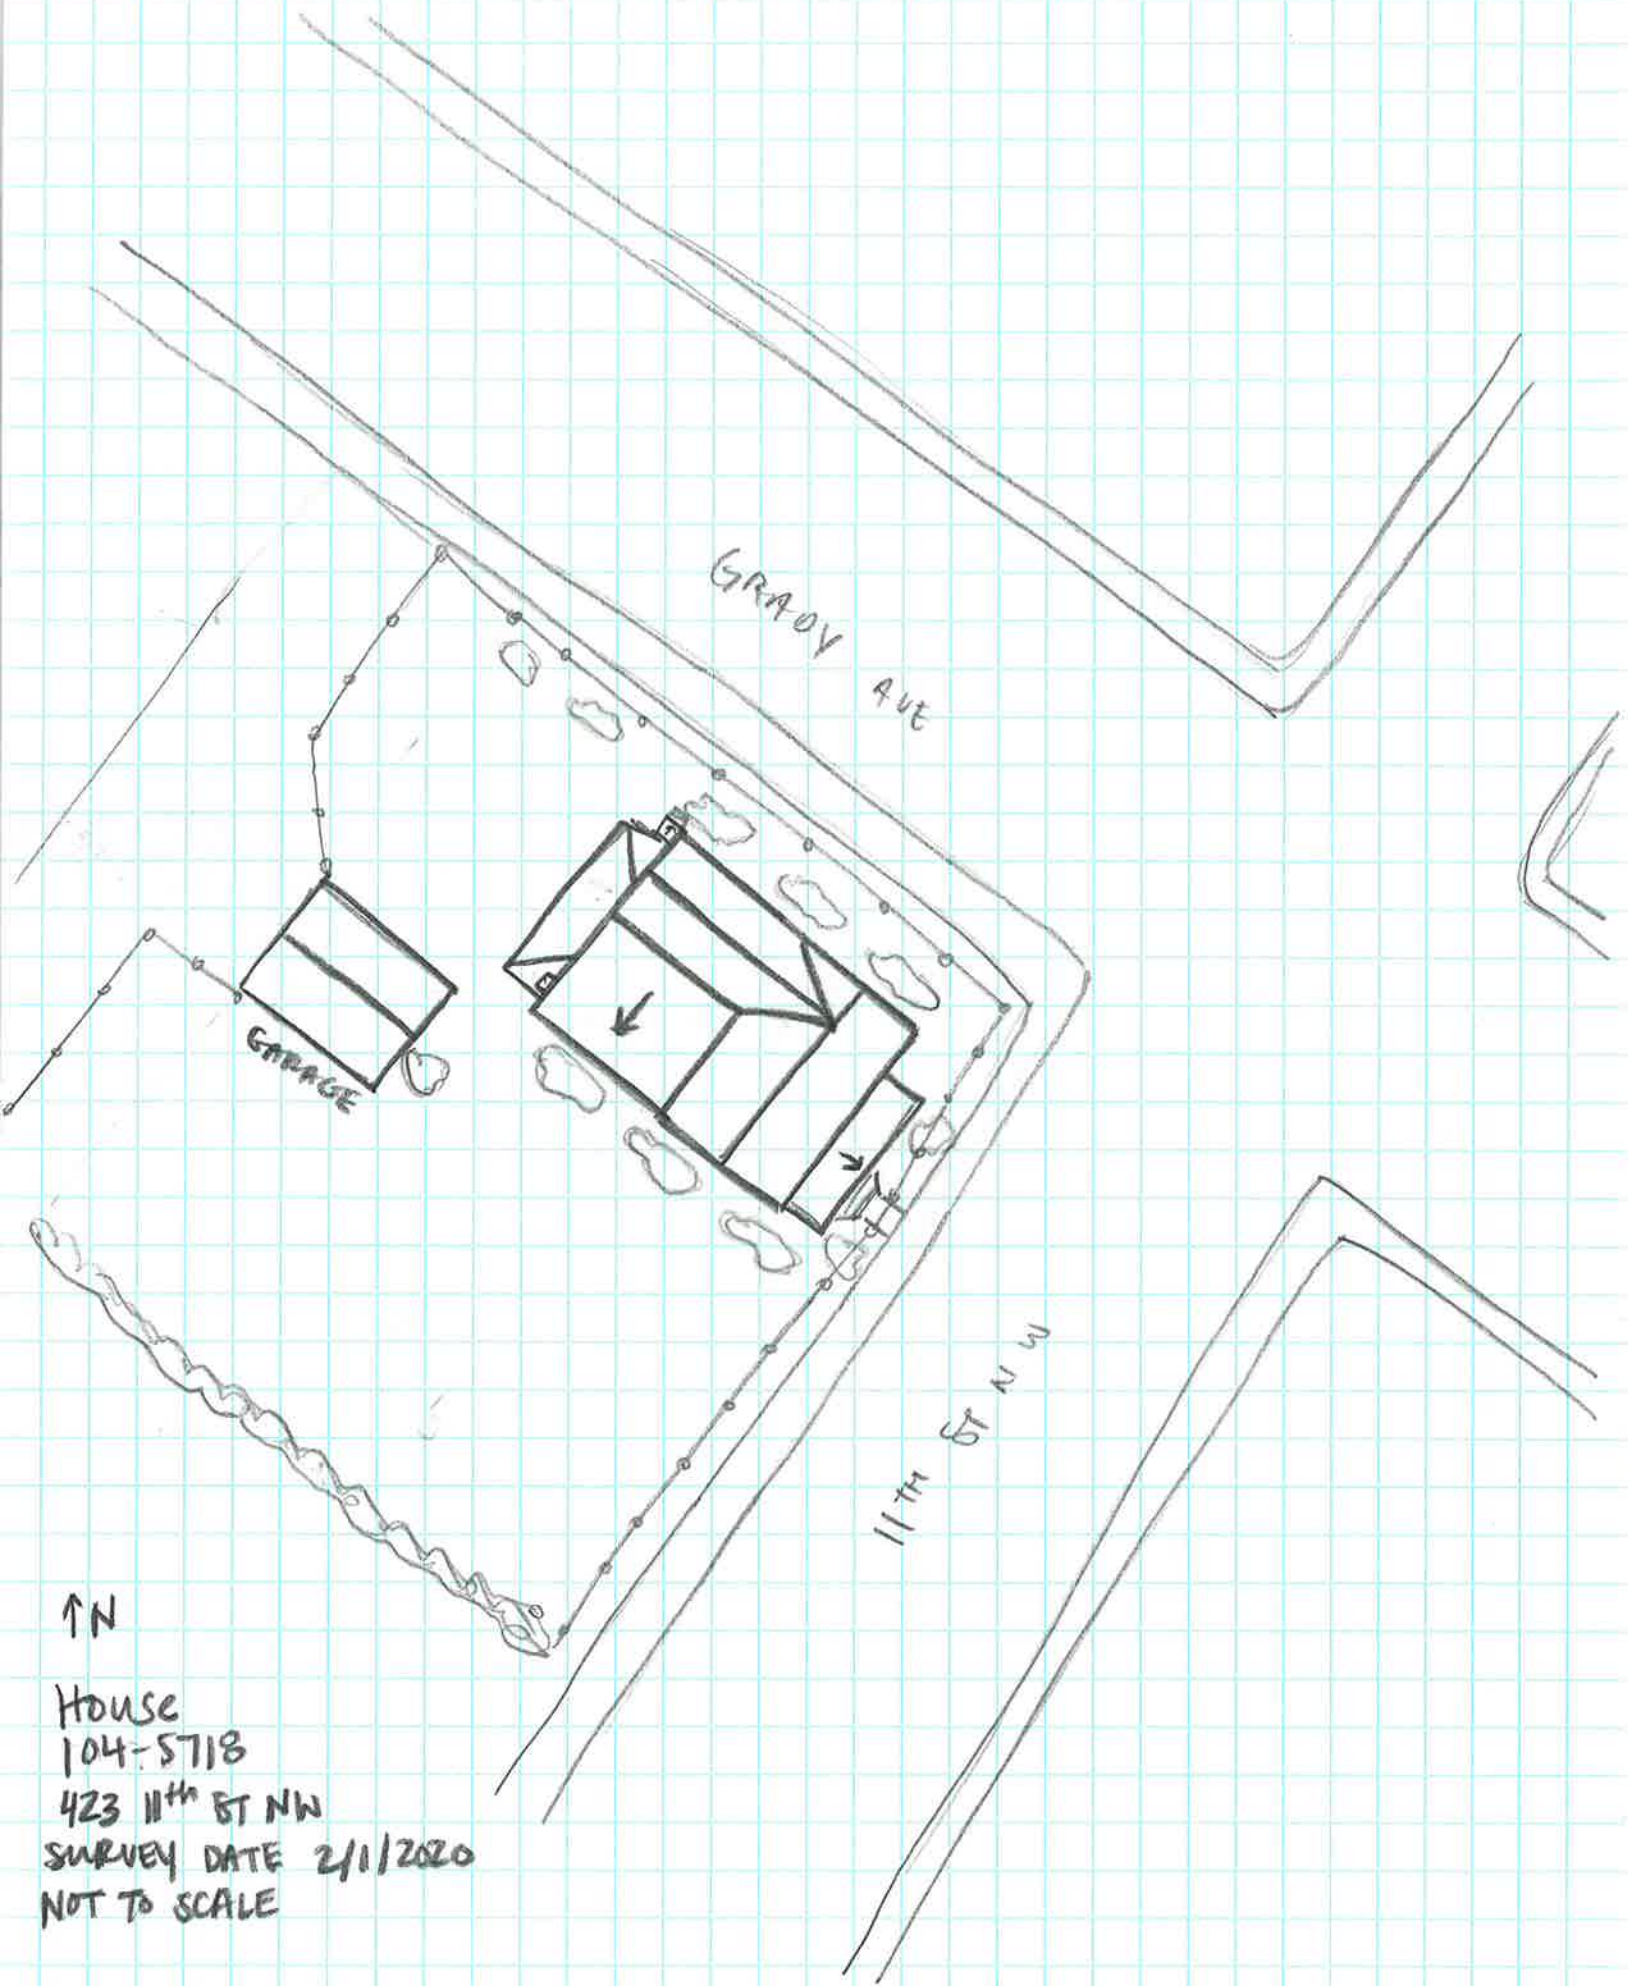 GRADY
AVE
GARAGE
11TH ST NW
↑N
House
104-5718
423 11th ST NW
SURVEY DATE 2/1/2020
NOT TO SCALE